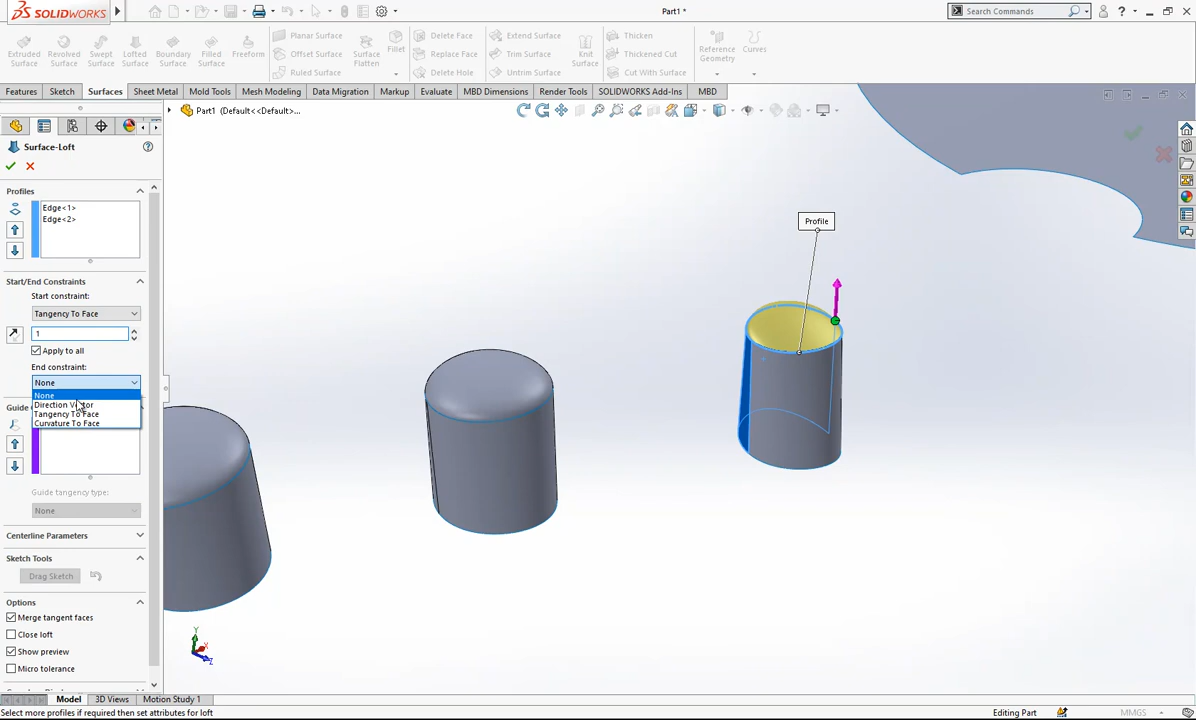 SOLIDWORKS
Part1 *
Search Commands
Extruded Surface
Revolved Surface
Swept Surface
Lofted Surface
Boundary Surface
Filled Surface
Freeform
Planar Surface
Offset Surface
Ruled Surface
Surface Flatten
Fillet
Delete Face
Replace Face
Delete Hole
Extend Surface
Trim Surface
Untrim Surface
Knit Surface
Thicken
Thickened Cut
Cut With Surface
Reference Geometry
Curves
Features
Sketch
Surfaces
Sheet Metal
Mold Tools
Mesh Modeling
Data Migration
Markup
Evaluate
MBD Dimensions
Render Tools
SOLIDWORKS Add-Ins
MBD
Part1 (Default<<Default>...
Surface-Loft
Profiles
Edge<1>
Edge<2>
Start/End Constraints
Start constraint:
Tangency To Face
1
Apply to all
End constraint:
None
None
Direction Vector
Tangency To Face
Curvature To Face
Guide
Guide tangency type:
None
Centerline Parameters
Sketch Tools
Drag Sketch
Options
Merge tangent faces
Close loft
Show preview
Micro tolerance
Profile
Y
X
Z
Model
3D Views
Motion Study 1
Select more profiles if required then set attributes for loft
Editing Part
MMGS